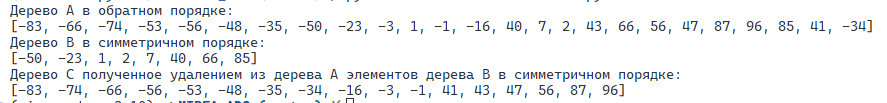 Дерево A в обратном порядке:
[-83, -66, -74, -53, -56, -48, -35, -50, -23, -3, 1, -1, -16, 40, 7, 2, 43, 66, 56, 47, 87, 96, 85, 41, -34]
Дерево B в симметричном порядке:
[-50, -23, 1, 2, 7, 40, 66, 85]
Дерево C полученное удалением из дерева A элементов дерева B в симметричном порядке:
[-83, -74, -66, -56, -53, -48, -35, -34, -16, -3, -1, 41, 43, 47, 56, 87, 96]